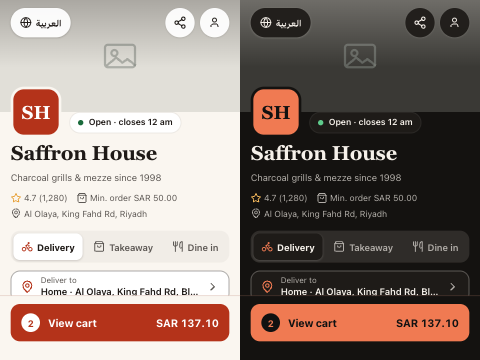 العربية
SH
Open · closes 12 am
Saffron House
Charcoal grills & mezze since 1998
4.7 (1,280) Min. order SAR 50.00
Al Olaya, King Fahd Rd, Riyadh
Delivery Takeaway Dine in
Deliver to
Home · Al Olaya, King Fahd Rd, Bl...
2 View cart SAR 137.10
العربية
SH
Open · closes 12 am
Saffron House
Charcoal grills & mezze since 1998
4.7 (1,280) Min. order SAR 50.00
Al Olaya, King Fahd Rd, Riyadh
Delivery Takeaway Dine in
Deliver to
Home · Al Olaya, King Fahd Rd, Bl...
2 View cart SAR 137.10